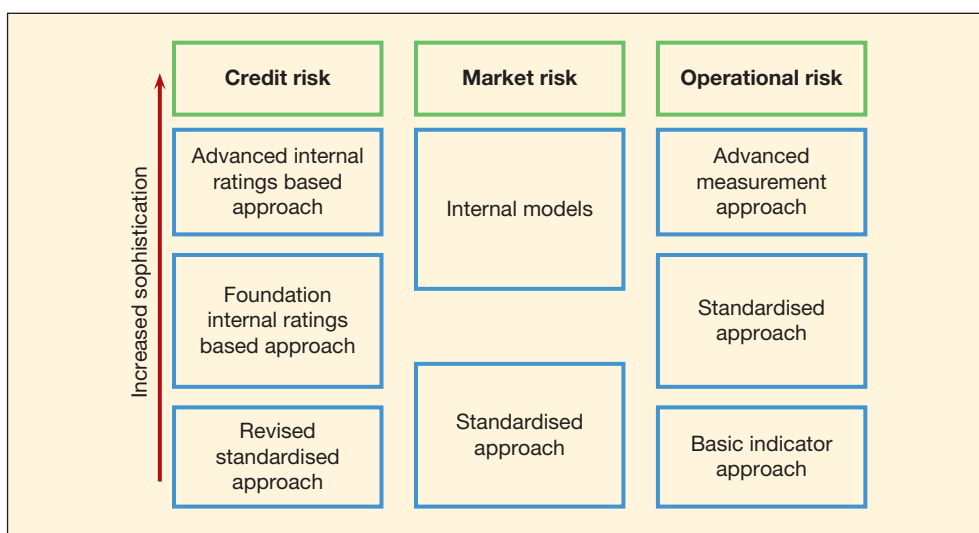 Credit risk
Market risk
Operational risk
Increased sophistication
Advanced internal
ratings based
approach
Internal models
Advanced
measurement
approach
Foundation
internal ratings
based approach
Standardised
approach
Revised
standardised
approach
Standardised
approach
Basic indicator
approach